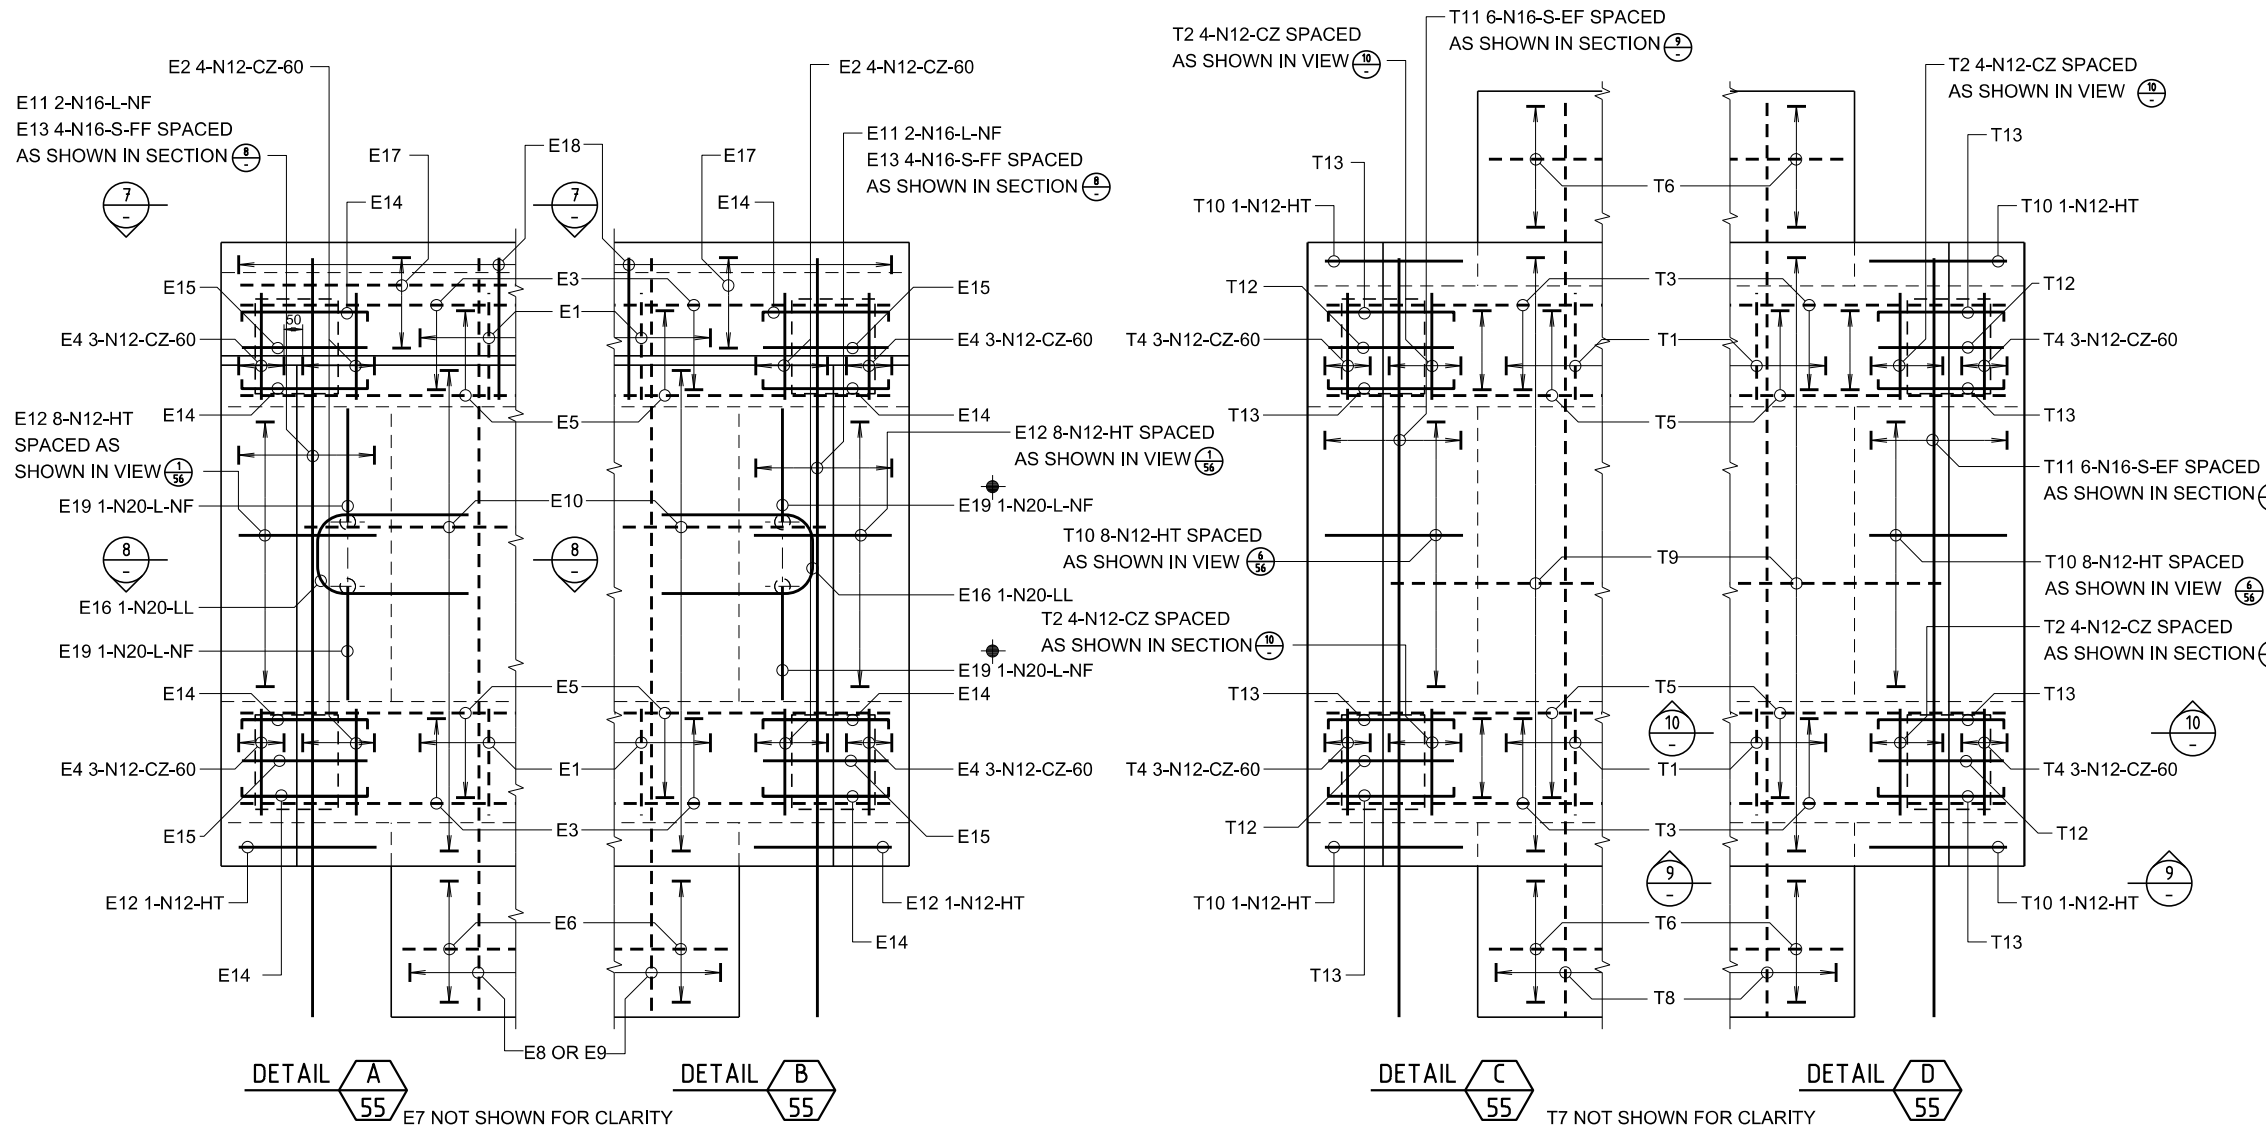 E2 4-N12-CZ-60
E11 2-N16-L-NF
E13 4-N16-S-FF SPACED
AS SHOWN IN SECTION 8
-
E17
E18
E17
E2 4-N12-CZ-60
E11 2-N16-L-NF
E13 4-N16-S-FF SPACED
AS SHOWN IN SECTION 8
-
7
-
E14
7
-
E14
E15
E3
E15
50
E1
E4 3-N12-CZ-60
E4 3-N12-CZ-60
E14
E5
E14
E12 8-N12-HT
SPACED AS
SHOWN IN VIEW 1
56
E12 8-N12-HT SPACED
AS SHOWN IN VIEW 1
56
E19 1-N20-L-NF
E10
E19 1-N20-L-NF
8
-
8
-
E16 1-N20-LL
E16 1-N20-LL
E19 1-N20-L-NF
E19 1-N20-L-NF
E14
E5
E14
E4 3-N12-CZ-60
E1
E4 3-N12-CZ-60
E15
E3
E15
E12 1-N12-HT
E12 1-N12-HT
E6
E14
E14
E8 OR E9
DETAIL A
55
DETAIL B
55
E7 NOT SHOWN FOR CLARITY
T2 4-N12-CZ SPACED
AS SHOWN IN VIEW 10
-
T11 6-N16-S-EF SPACED
AS SHOWN IN SECTION 9
-
T2 4-N12-CZ SPACED
AS SHOWN IN VIEW 10
-
T13
T13
T6
T10 1-N12-HT
T10 1-N12-HT
T12
T3
T12
T4 3-N12-CZ-60
T1
T4 3-N12-CZ-60
T13
T5
T13
T11 6-N16-S-EF SPACED
AS SHOWN IN SECTION
T10 8-N12-HT SPACED
AS SHOWN IN VIEW 6
56
T9
T10 8-N12-HT SPACED
AS SHOWN IN VIEW 6
56
T2 4-N12-CZ SPACED
AS SHOWN IN SECTION 10
-
T2 4-N12-CZ SPACED
AS SHOWN IN SECTION
T13
T5
T13
10
-
10
-
T4 3-N12-CZ-60
T1
T4 3-N12-CZ-60
T12
T3
T12
9
-
9
-
T10 1-N12-HT
T10 1-N12-HT
T6
T13
T13
T8
DETAIL C
55
DETAIL D
55
T7 NOT SHOWN FOR CLARITY